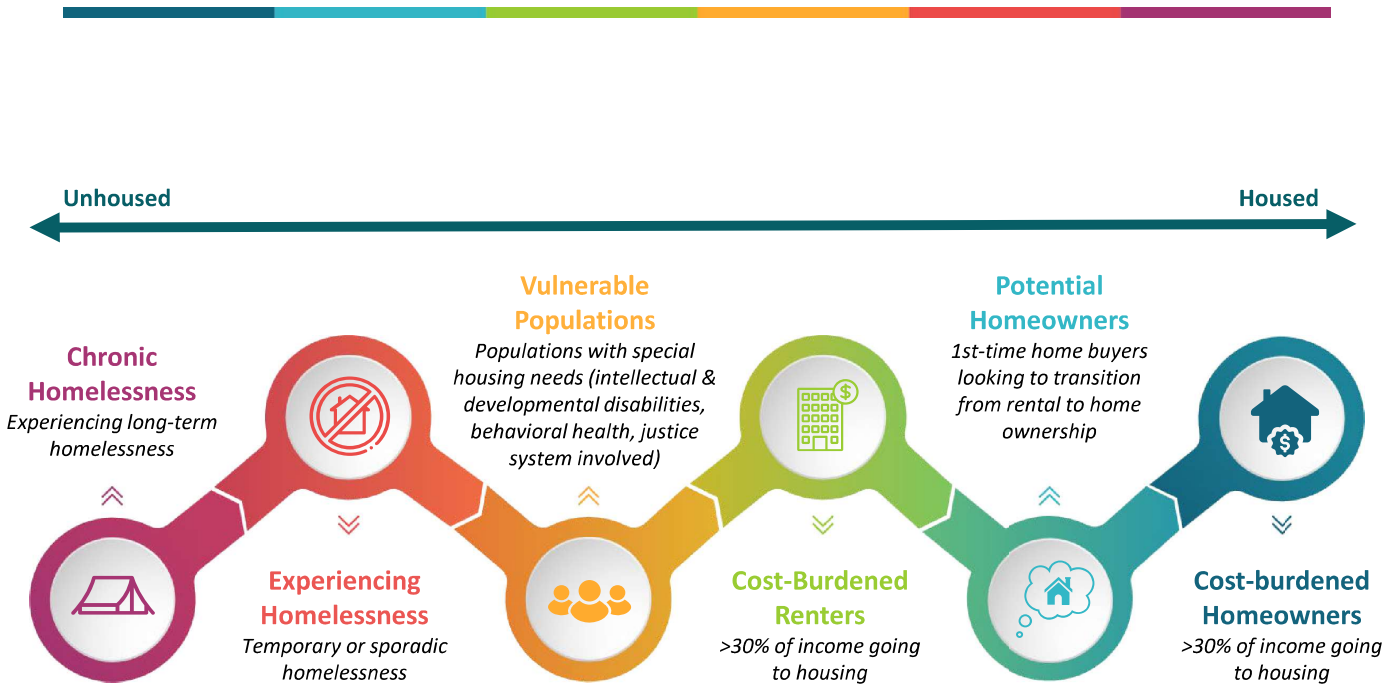 Unhoused
Housed
Chronic
Homelessness
Experiencing long-term
homelessness
Experiencing
Homelessness
Temporary or sporadic
homelessness
Vulnerable
Populations
Populations with special
housing needs (intellectual &
developmental disabilities,
behavioral health, justice
system involved)
Cost-Burdened
Renters
>30% of income going
to housing
Potential
Homeowners
1st-time home buyers
looking to transition
from rental to home
ownership
Cost-burdened
Homeowners
>30% of income going
to housing
$
$